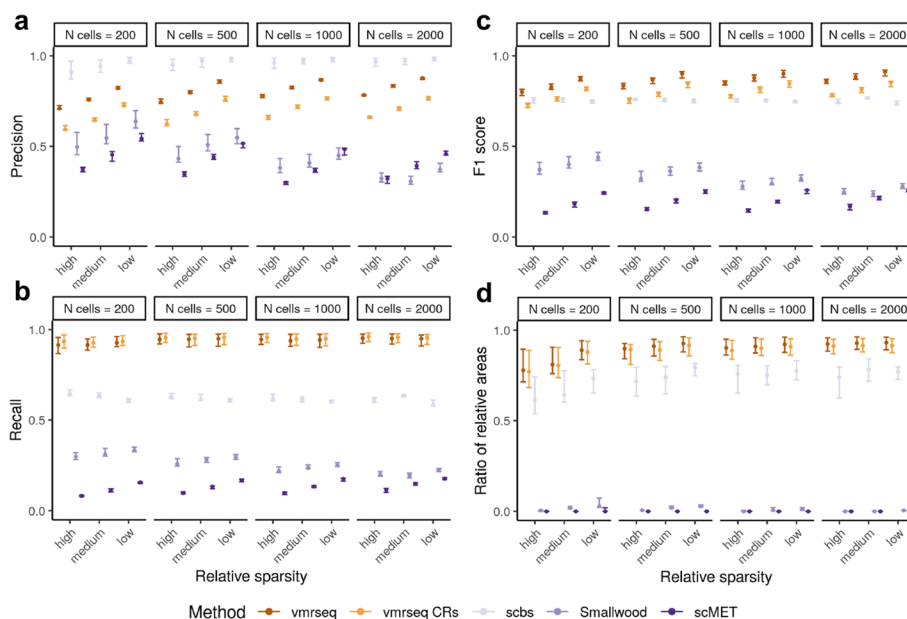 a
N cells = 200 N cells = 500 N cells = 1000 N cells = 2000
Precision
1.0
0.5
0.0
high medium low high medium low high medium low high medium low
b
N cells = 200 N cells = 500 N cells = 1000 N cells = 2000
Recall
1.0
0.5
0.0
high medium low high medium low high medium low high medium low
Relative sparsity
c
N cells = 200 N cells = 500 N cells = 1000 N cells = 2000
F1 score
1.0
0.5
0.0
high medium low high medium low high medium low high medium low
d
N cells = 200 N cells = 500 N cells = 1000 N cells = 2000
Ratio of relative areas
1.0
0.5
0.0
high medium low high medium low high medium low high medium low
Relative sparsity
Method vmrseq vmrseq CRs scbs Smallwood scMET